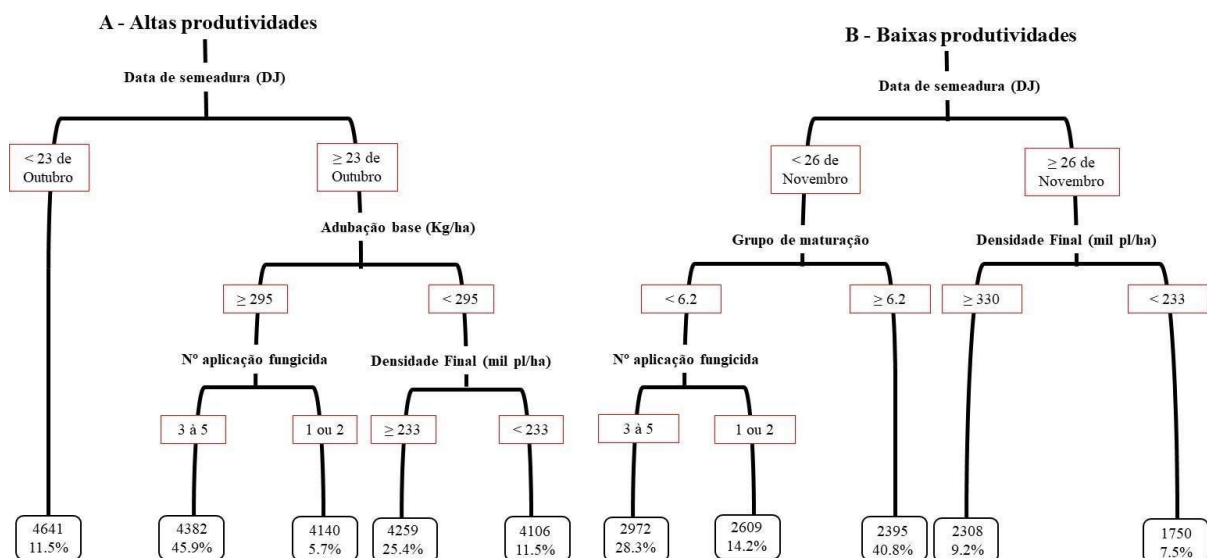 A - Altas produtividades
Data de semeadura (DJ)
< 23 de
Outubro
≥ 23 de
Outubro
Adubação base (Kg/ha)
≥ 295
< 295
Nº aplicação fungicida
Densidade Final (mil pl/ha)
3 à 5
1 ou 2
≥ 233
< 233
4641
11.5%
4382
45.9%
4140
5.7%
4259
25.4%
4106
11.5%
B - Baixas produtividades
Data de semeadura (DJ)
< 26 de
Novembro
≥ 26 de
Novembro
Grupo de maturação
Densidade Final (mil pl/ha)
< 6.2
≥ 6.2
≥ 330
< 233
Nº aplicação fungicida
3 à 5
1 ou 2
2972
28.3%
2609
14.2%
2395
40.8%
2308
9.2%
1750
7.5%